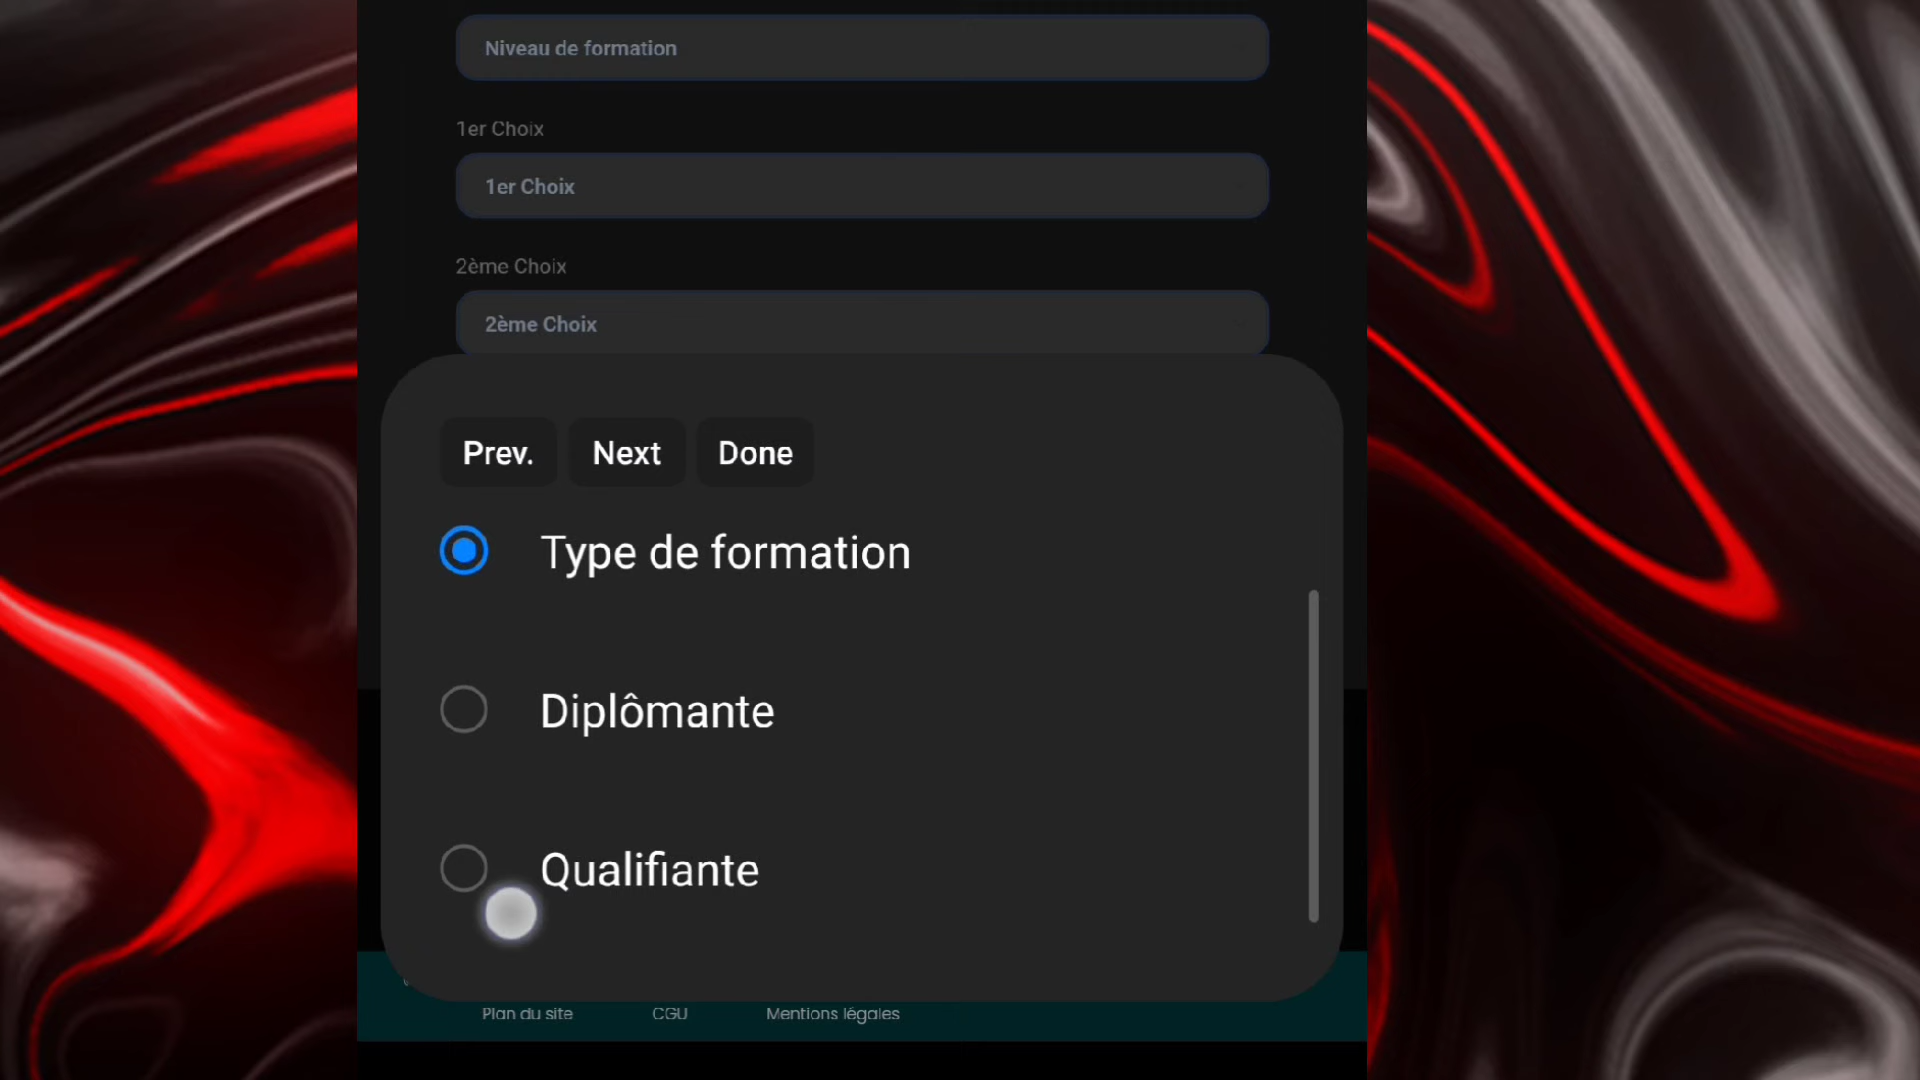 Niveau de formation
1er Choix
1er Choix
2ème Choix
2ème Choix
Prev. Next Done
Type de formation
Diplômante
Qualifiante
Plan du site CGU Mentions légales